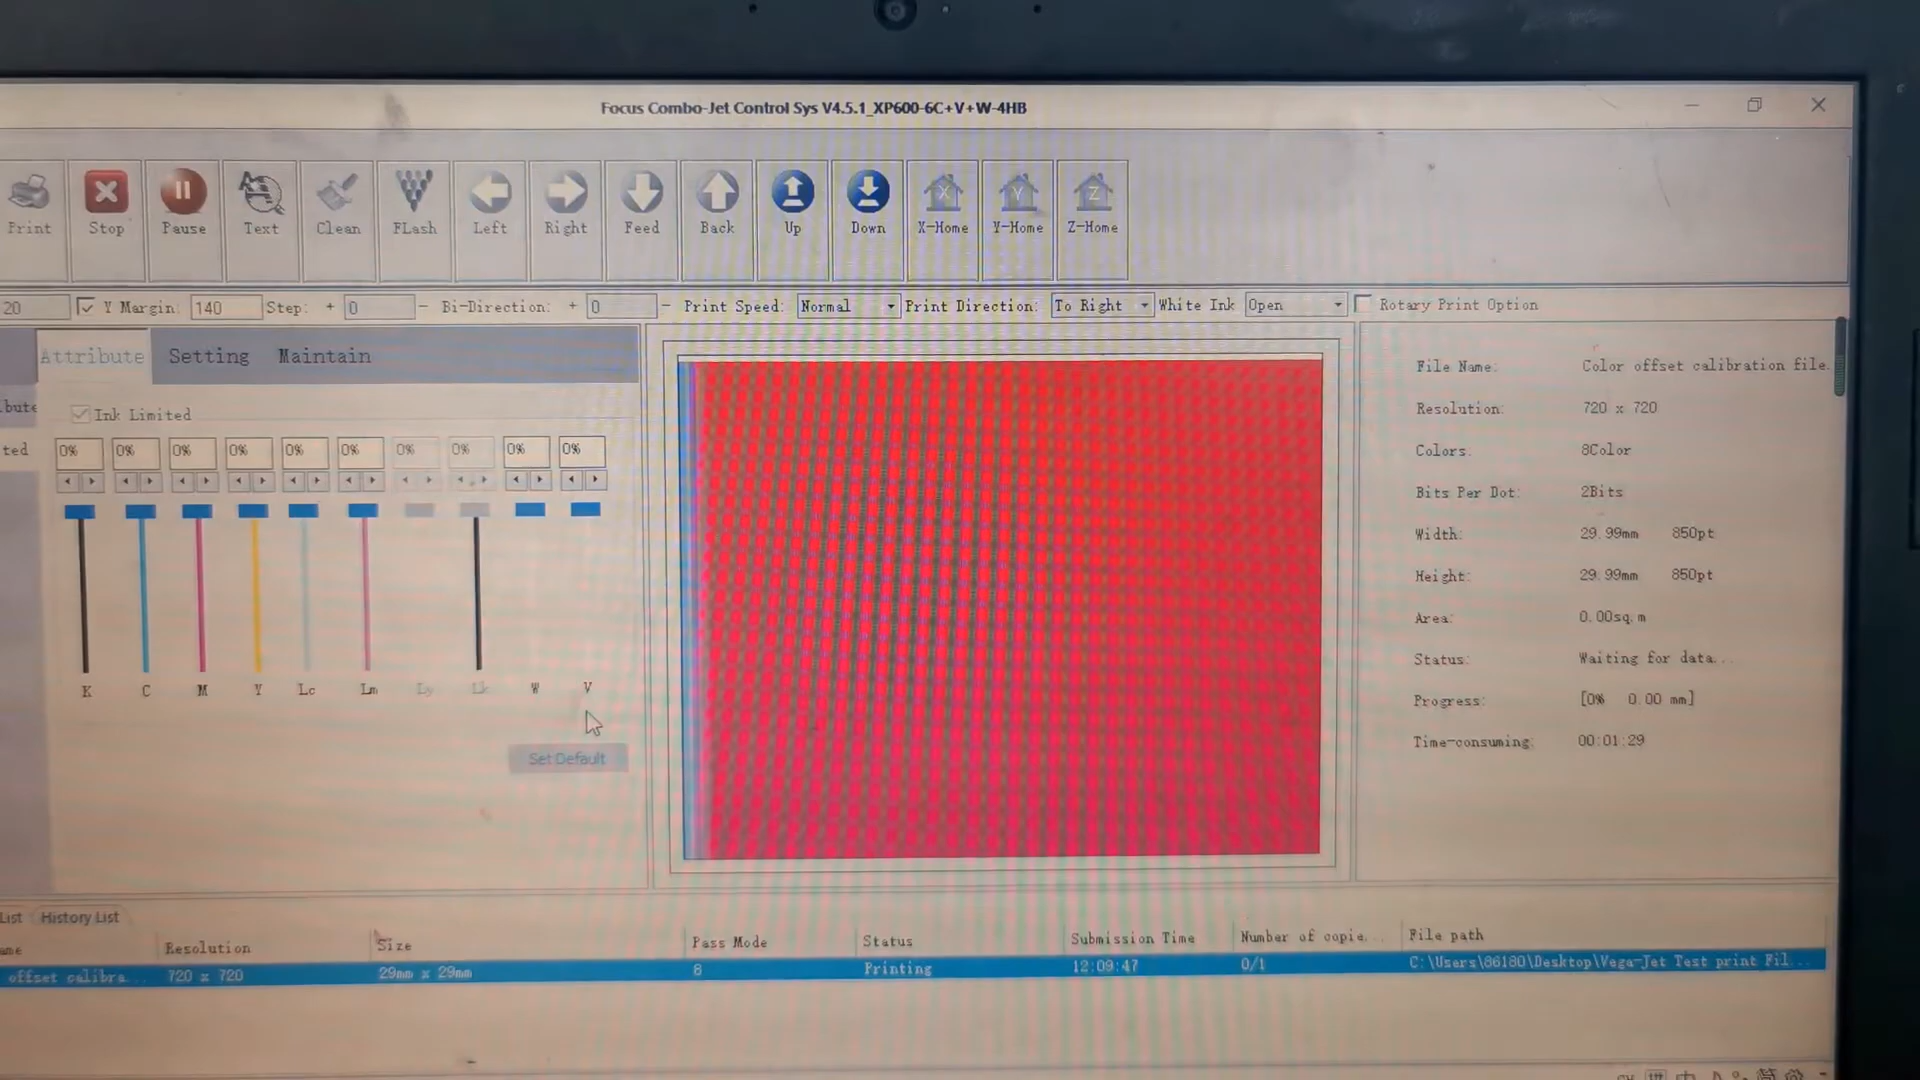 Focus Combo-Jet Control Sys V4.5.1_XP600-6C+V+W-4HB
Print Stop Pause Text Clean FLash Left Right Feed Back Up Down X-Home Y-Home Z-Home
20 Y Margin: 140 Step: + 0 - Bi-Direction: + 0 - Print Speed: Normal Print Direction: To Right White Ink Open Rotary Print Option
Attribute Setting Maintain
Ink Limited
0% 0% 0% 0% 0% 0% 0% 0% 0% 0%
K C M Y Lc Lm Ly Lk W V
Set Default
File Name: Color offset calibration file.
Resolution: 720 x 720
Colors: 8Color
Bits Per Dot: 2Bits
Width: 29.99mm 850pt
Height: 29.99mm 850pt
Area: 0.00sq.m
Status: Waiting for data...
Progress: [0% 0.00 mm]
Time-consuming: 00:01:29
List History List
Resolution Size Pass Mode Status Submission Time Number of copie... File path
offset calibra... 720 x 720 29mm x 29mm 8 Printing 12:09:47 0/1 C:\Users\86180\Desktop\Vega-Jet Test print Fil...